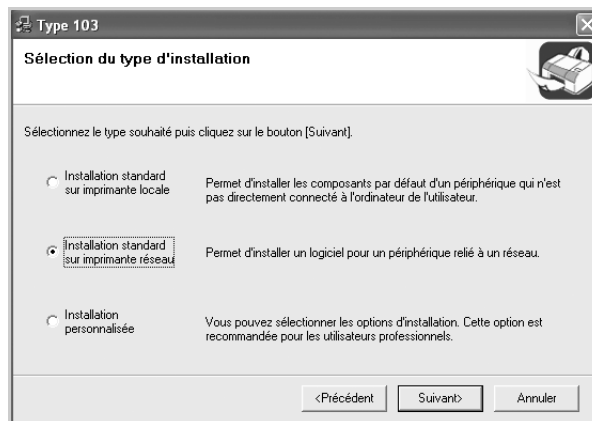 Type 103
Sélection du type d'installation
Sélectionnez le type souhaité puis cliquez sur le bouton [Suivant].
Installation standard
sur imprimante locale
Permet d'installer les composants par défaut d'un périphérique qui n'est
pas directement connecté à l'ordinateur de l'utilisateur.
Installation standard
sur imprimante réseau
Permet d'installer un logiciel pour un périphérique relié à un réseau.
Installation
personnalisée
Vous pouvez sélectionner les options d'installation. Cette option est
recommandée pour les utilisateurs professionnels.
<Précédent Suivant> Annuler